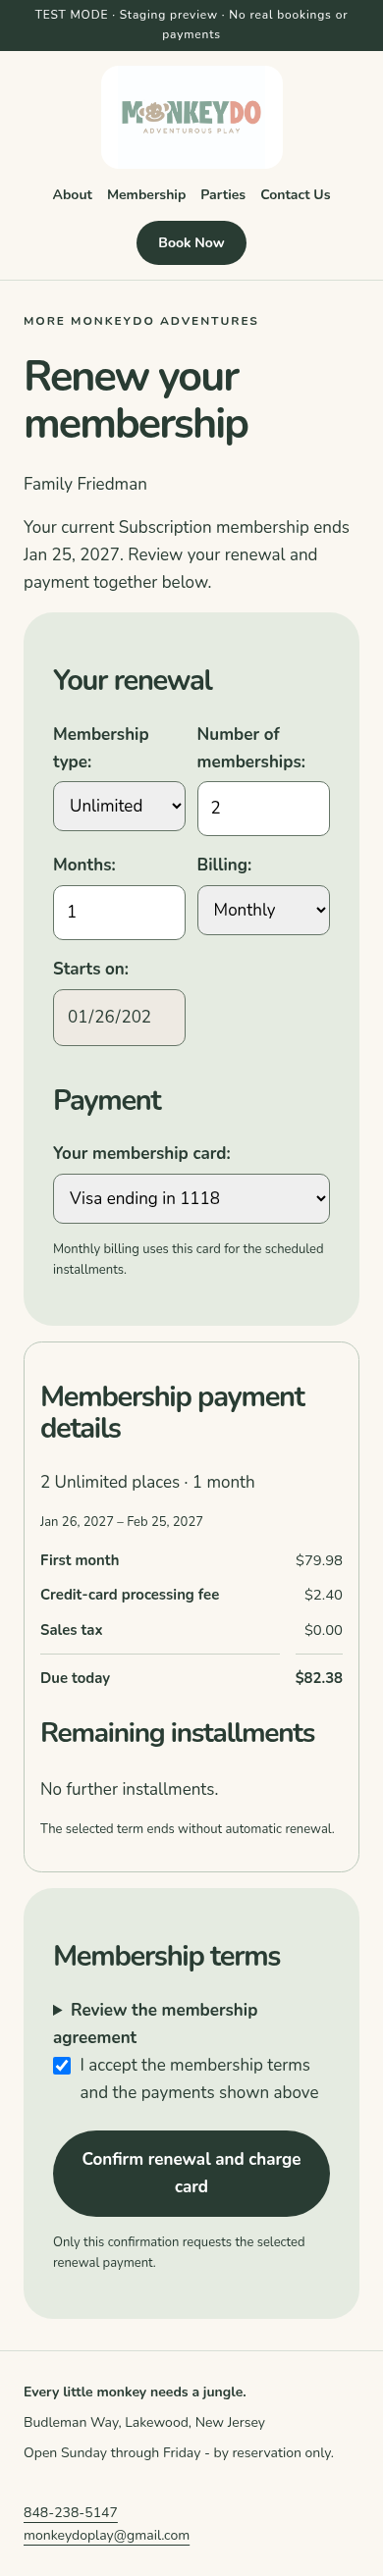 TEST MODE · Staging preview · No real bookings or
payments
MONKEYDO
ADVENTUROUS PLAY
About Membership Parties Contact Us
Book Now
MORE MONKEYDO ADVENTURES
Renew your
membership
Family Friedman
Your current Subscription membership ends
Jan 25, 2027. Review your renewal and
payment together below.
Your renewal
Membership type:
Unlimited
Number of memberships:
2
Months:
1
Billing:
Monthly
Starts on:
01/26/202
Payment
Your membership card:
Visa ending in 1118
Monthly billing uses this card for the scheduled
installments.
Membership payment
details
2 Unlimited places · 1 month
Jan 26, 2027 – Feb 25, 2027
First month $79.98
Credit-card processing fee $2.40
Sales tax $0.00
Due today $82.38
Remaining installments
No further installments.
The selected term ends without automatic renewal.
Membership terms
Review the membership
agreement
I accept the membership terms
and the payments shown above
Confirm renewal and charge
card
Only this confirmation requests the selected
renewal payment.
Every little monkey needs a jungle.
Budleman Way, Lakewood, New Jersey
Open Sunday through Friday - by reservation only.
848-238-5147
monkeydoplay@gmail.com